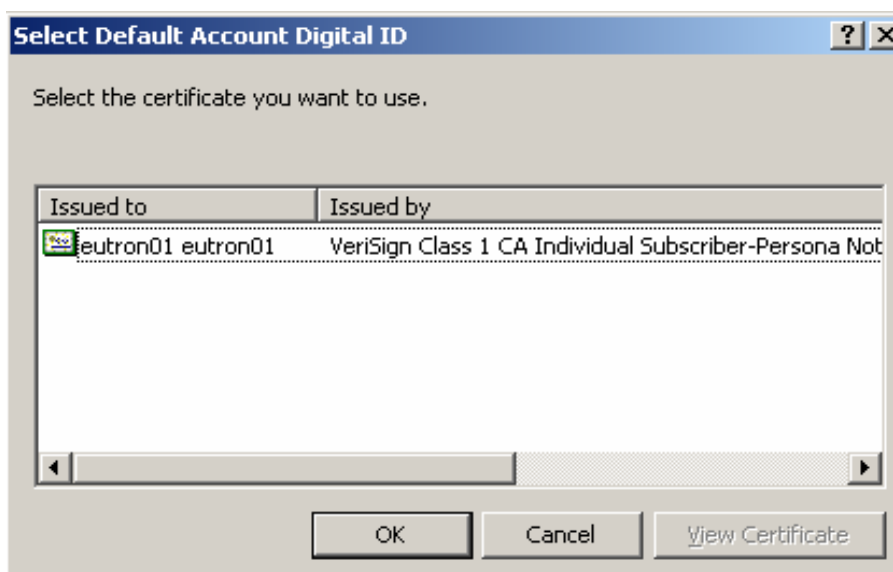 Select Default Account Digital ID
Select the certificate you want to use.
Issued to Issued by
eutron01 eutron01 VeriSign Class 1 CA Individual Subscriber-Persona Not
OK Cancel View Certificate